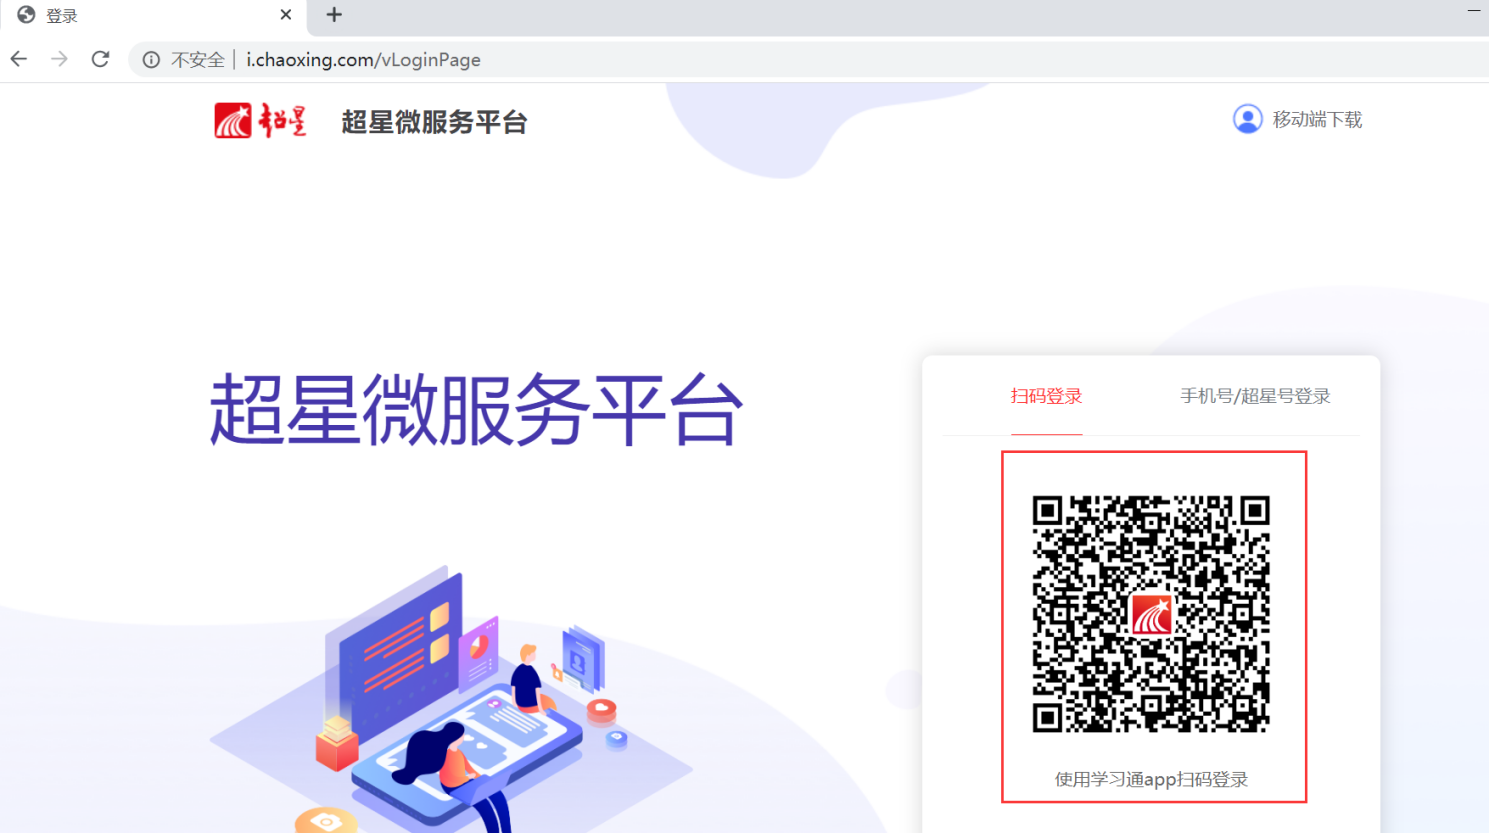 登录
不安全 | i.chaoxing.com/vLoginPage
超星 超星微服务平台
移动端下载
超星微服务平台
扫码登录
手机号/超星号登录
使用学习通app扫码登录